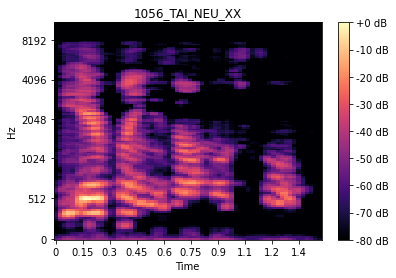 1056_TAI_NEU_XX
+0 dB
8192
-10 dB
4096
-20 dB
-30 dB
2048
-40 dB
Hz
1024
-50 dB
-60 dB
512
-70 dB
0
-80 dB
0 0.15 0.3 0.45 0.6 0.75 0.9 1.1 1.2 1.4
Time